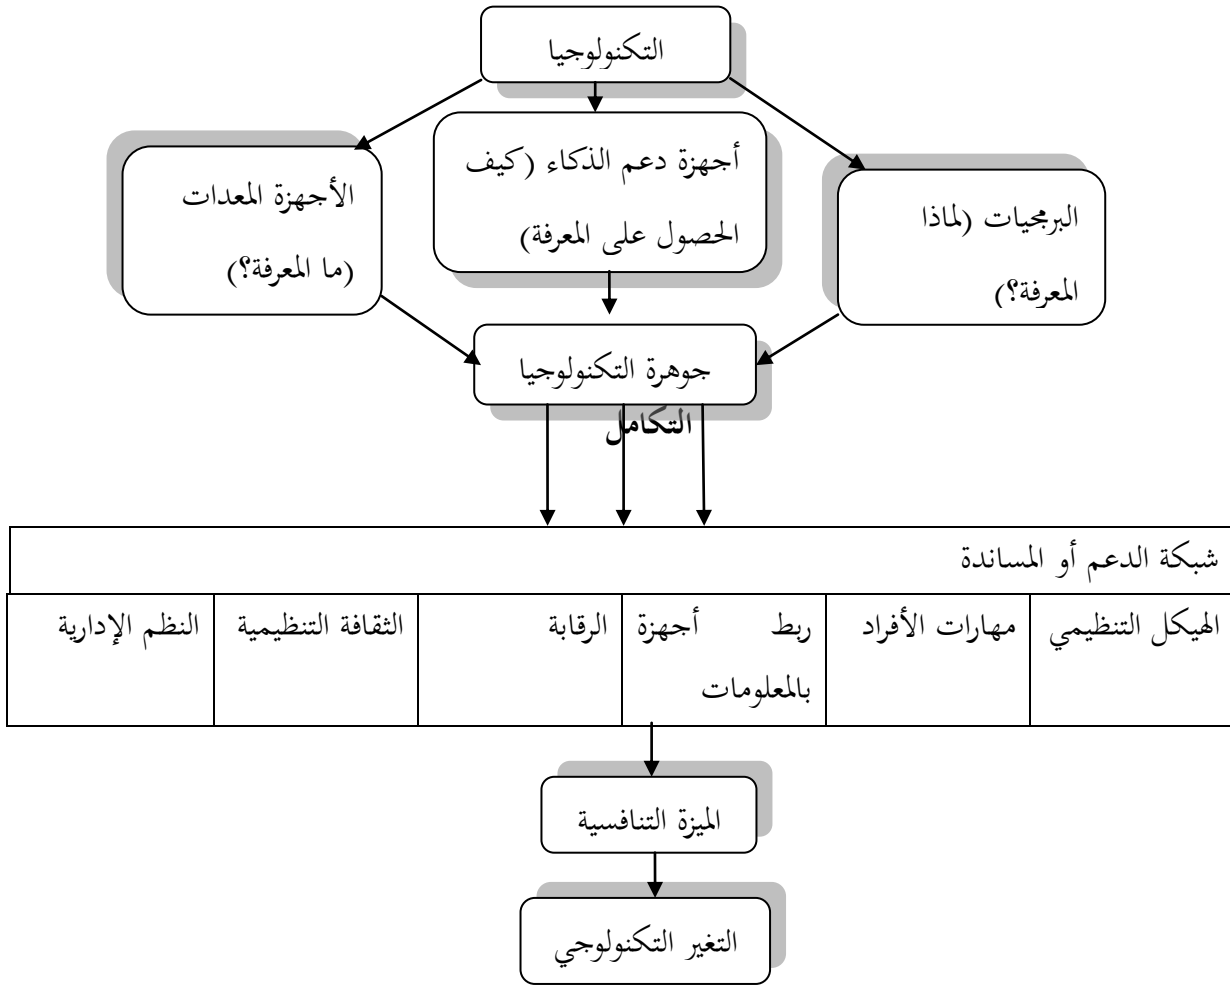 التكنولوجيا
البرمجيات (لماذا
المعرفة؟)
أجهزة دعم الذكاء (كيف
الحصول على المعرفة)
الأجهزة المعدات
(ما المعرفة؟)
جوهرة التكنولوجيا
التكامل
شبكة الدعم أو المساندة
الهيكل التنظيمي
مهارات الأفراد
ربط أجهزة
بالمعلومات
الرقابة
الثقافة التنظيمية
النظم الإدارية
الميزة التنافسية
التغير التكنولوجي